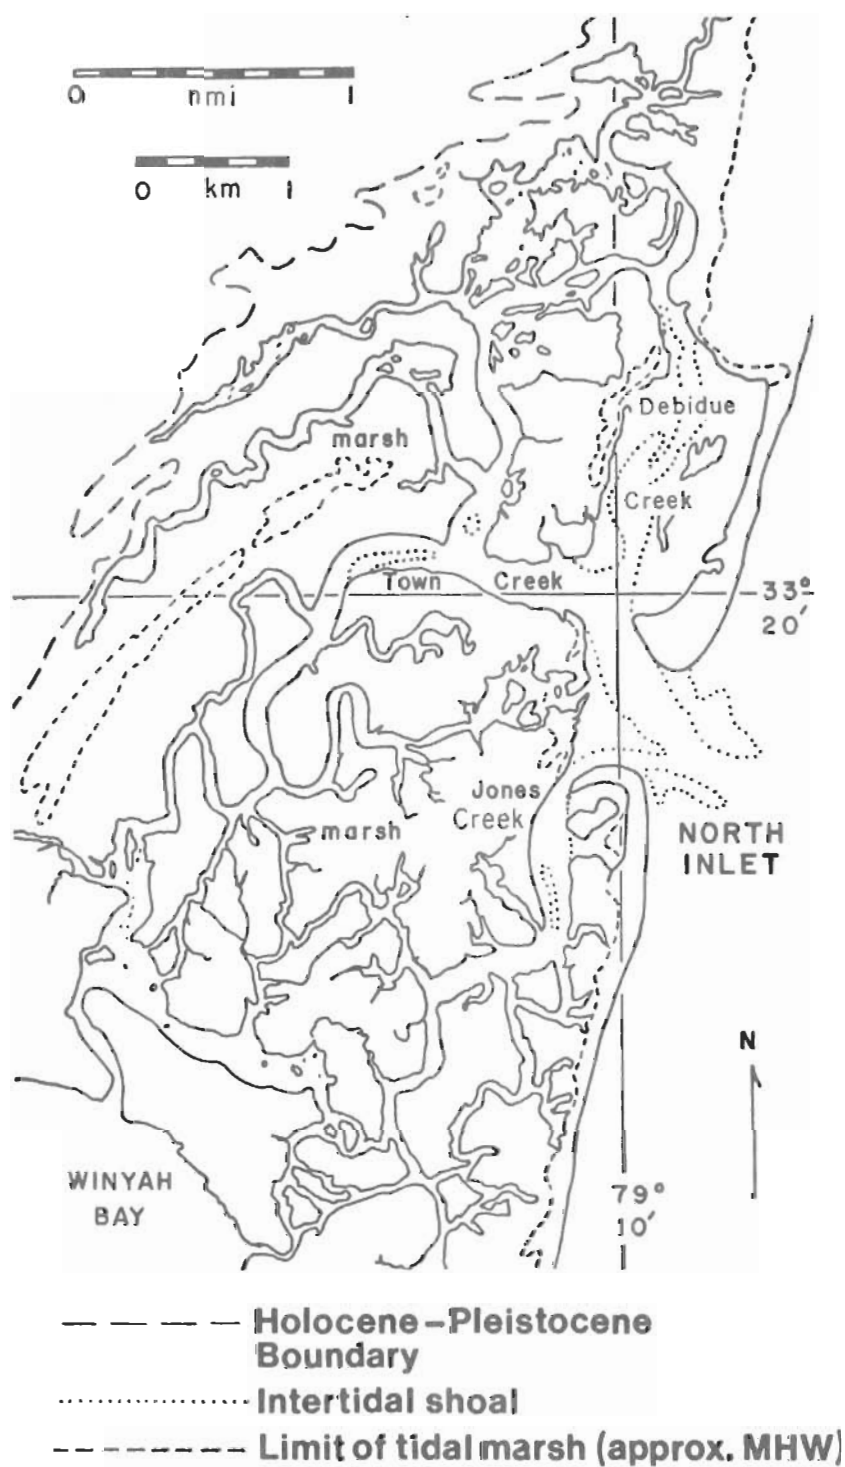 0 nmi 1
0 km 1
Debidue
marsh
Creek
Town Creek
33°
20′
Jones
Creek
marsh
NORTH
INLET
N
WINYAH
BAY
79°
10′
Holocene–Pleistocene
Boundary
Intertidal shoal
Limit of tidal marsh (approx. MHW)